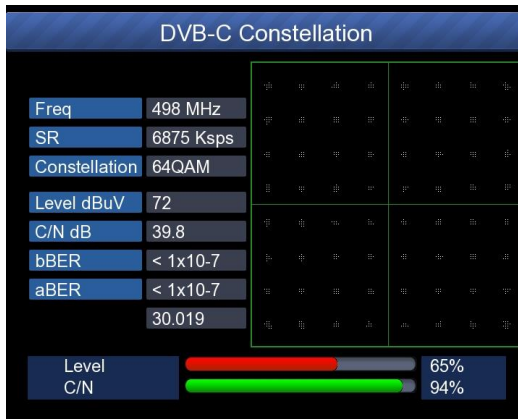 DVB-C Constellation
Freq 498 MHz
SR 6875 Ksps
Constellation 64QAM
Level dBuV 72
C/N dB 39.8
bBER < 1x10-7
aBER < 1x10-7
30.019
Level 65%
C/N 94%